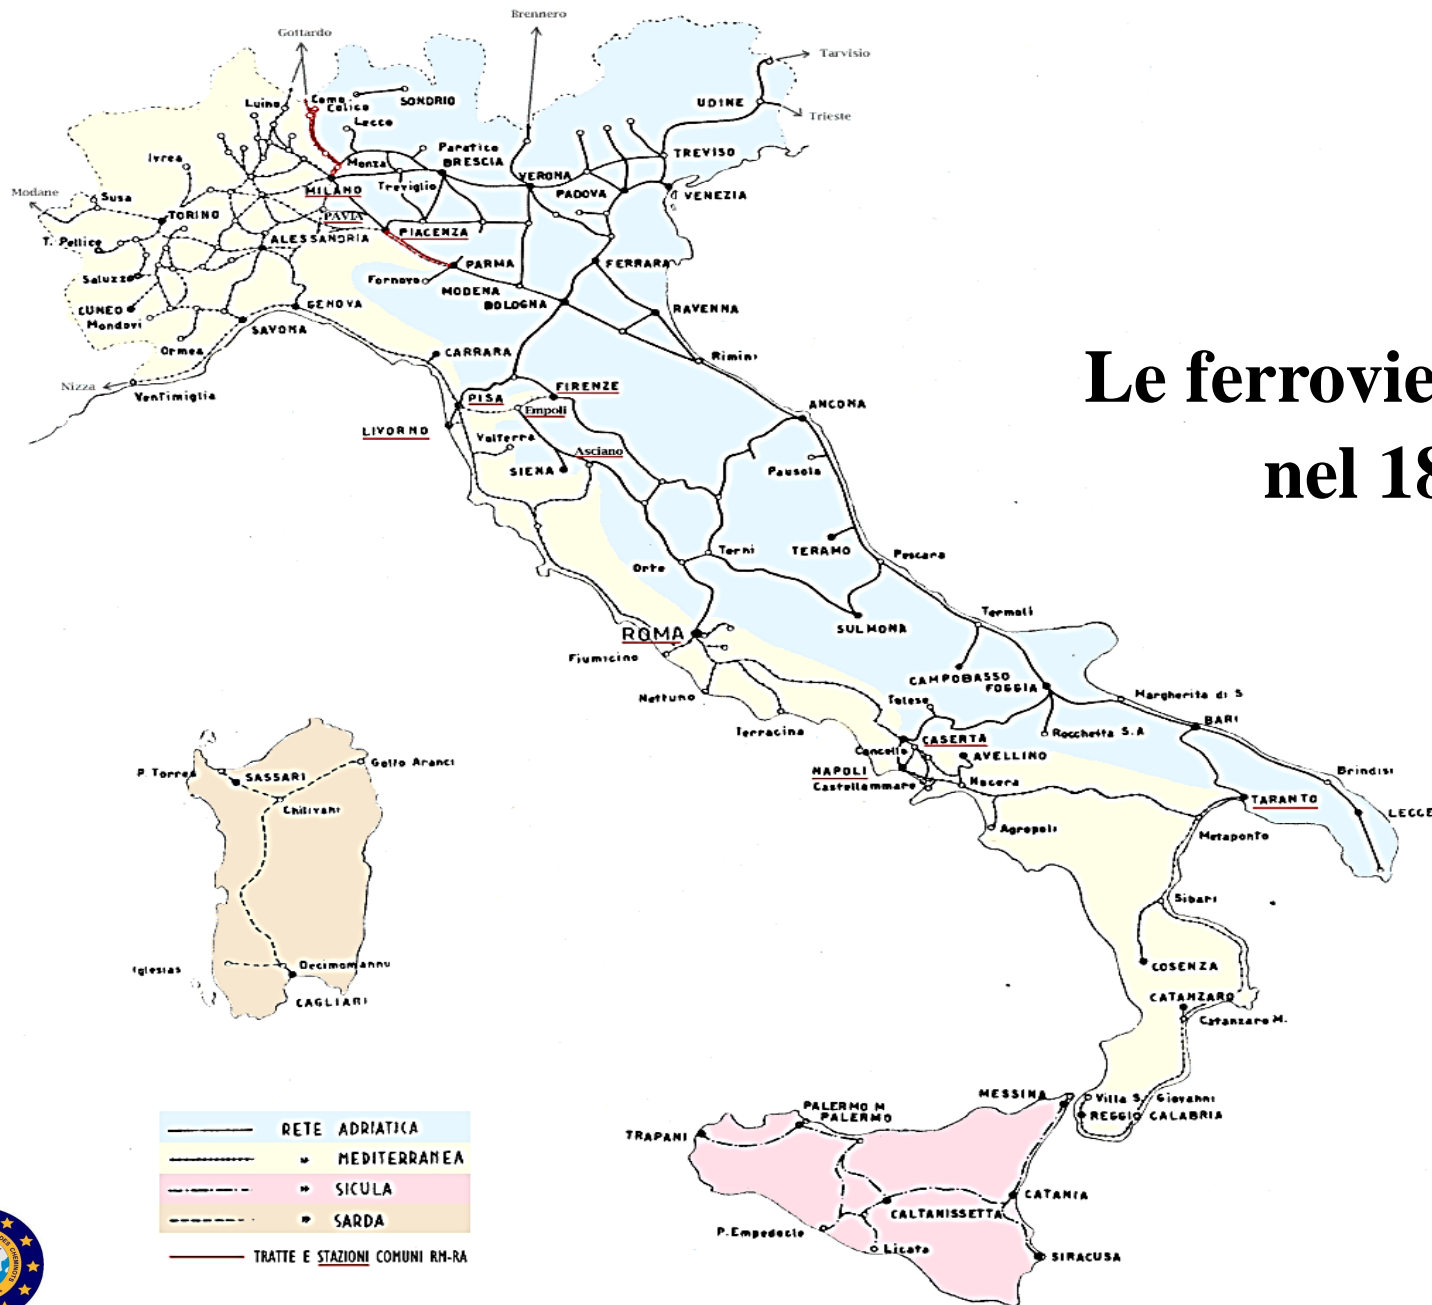 Brennero
Gottardo
Tarvisio
Luino
Como
Colico
SONDRIO
UDINE
Trieste
Lecco
Ivrea
Monza
Paratico
BRESCIA
TREVISO
Modane
Susa
MILANO
Treviglio
VERONA
PADOVA
VENEZIA
TORINO
PAVIA
PIACENZA
T. Pellice
ALESSANDRIA
PARMA
FERRARA
Saluzzo
Fornovo
MODENA
CUNEO
GENOVA
BOLOGNA
RAVENNA
Mondovi
SAVONA
Ormea
CARRARA
Rimini
Le ferrovie
nel 18
Nizza
Ventimiglia
PISA
FIRENZE
Empoli
ANCONA
LIVORNO
Volterra
Asciano
SIENA
Pausola
Orte
Terni
TERAMO
Pescara
ROMA
SULMONA
Termoli
Fiumicino
CAMPOBASSO
FOGGIA
Nettuno
Telese
Margherita di S
Terracina
CASERTA
Rocchetta S.A
BARI
Cancello
AVELLINO
NAPOLI
Castellammare
Nocera
Brindisi
P. Torres
SASSARI
Golfo Aranci
TARANTO
LECCE
Chilivani
Agropoli
Metaponto
Sibari
Iglesias
Decimomannu
COSENZA
CAGLIARI
CATANZARO
Catanzaro M.
MESSINA
Villa S. Giovanni
REGGIO CALABRIA
PALERMO M
PALERMO
TRAPANI
CATANIA
CALTANISSETTA
P. Empedocle
Licata
SIRACUSA
RETE ADRIATICA
" MEDITERRANEA
" SICULA
" SARDA
TRATTE E STAZIONI COMUNI RM-RA
DES CHEMINOTS